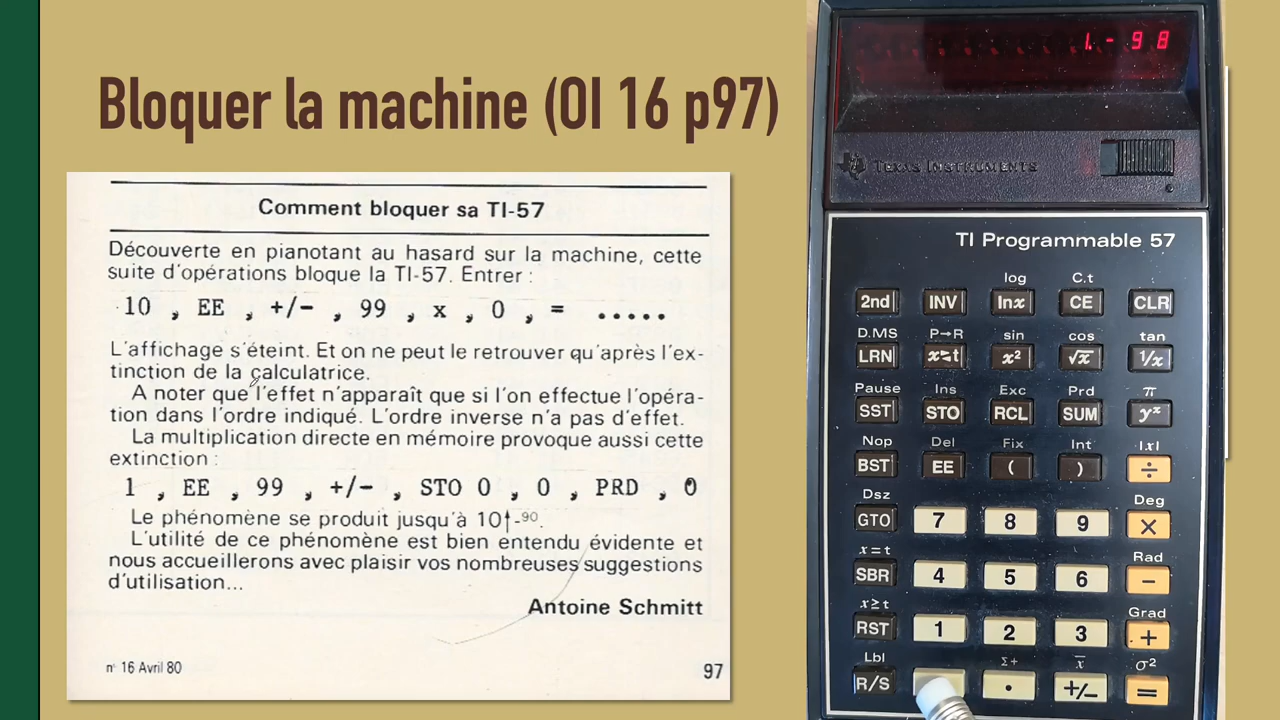 Bloquer la machine (OI 16 p97)
Comment bloquer sa TI-57
Découverte en pianotant au hasard sur la machine, cette
suite d'opérations bloque la TI-57. Entrer :
10 , EE , +/- , 99 , x , 0 , = .....
L'affichage s'éteint. Et on ne peut le retrouver qu'après l'ex-
tinction de la calculatrice.
A noter que l'effet n'apparaît que si l'on effectue l'opéra-
tion dans l'ordre indiqué. L'ordre inverse n'a pas d'effet.
La multiplication directe en mémoire provoque aussi cette
extinction :
1 , EE , 99 , +/- , STO 0 , 0 , PRD , 0
Le phénomène se produit jusqu'à 10↑-90.
L'utilité de ce phénomène est bien entendu évidente et
nous accueillerons avec plaisir vos nombreuses suggestions
d'utilisation...
Antoine Schmitt
n° 16 Avril 80
97
1.-98
TEXAS INSTRUMENTS
TI Programmable 57
log C.t
2nd INV lnx CE CLR
D.MS P→R sin cos tan
LRN x⇄t x² √x 1/x
Pause Ins Exc Prd π
SST STO RCL SUM yˣ
Nop Del Fix Int |x|
BST EE ( ) ÷
Dsz Deg
GTO 7 8 9 ×
x=t Rad
SBR 4 5 6 −
x≥t Grad
RST 1 2 3 +
Lbl Σ+ x̄ σ²
R/S . +/- =